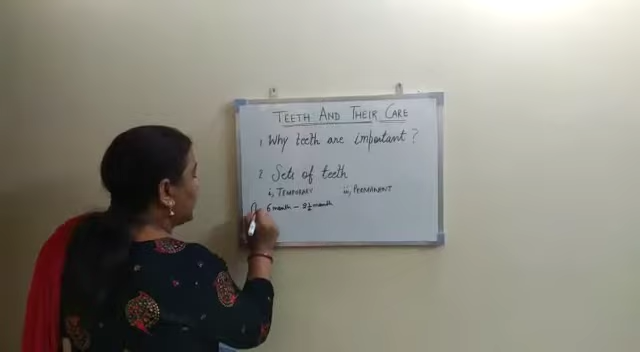 TEETH AND THEIR CARE
1. Why teeth are important?
2. Sets of teeth
i, TEMPORARY ii, PERMANENT
6 month - 9½ month